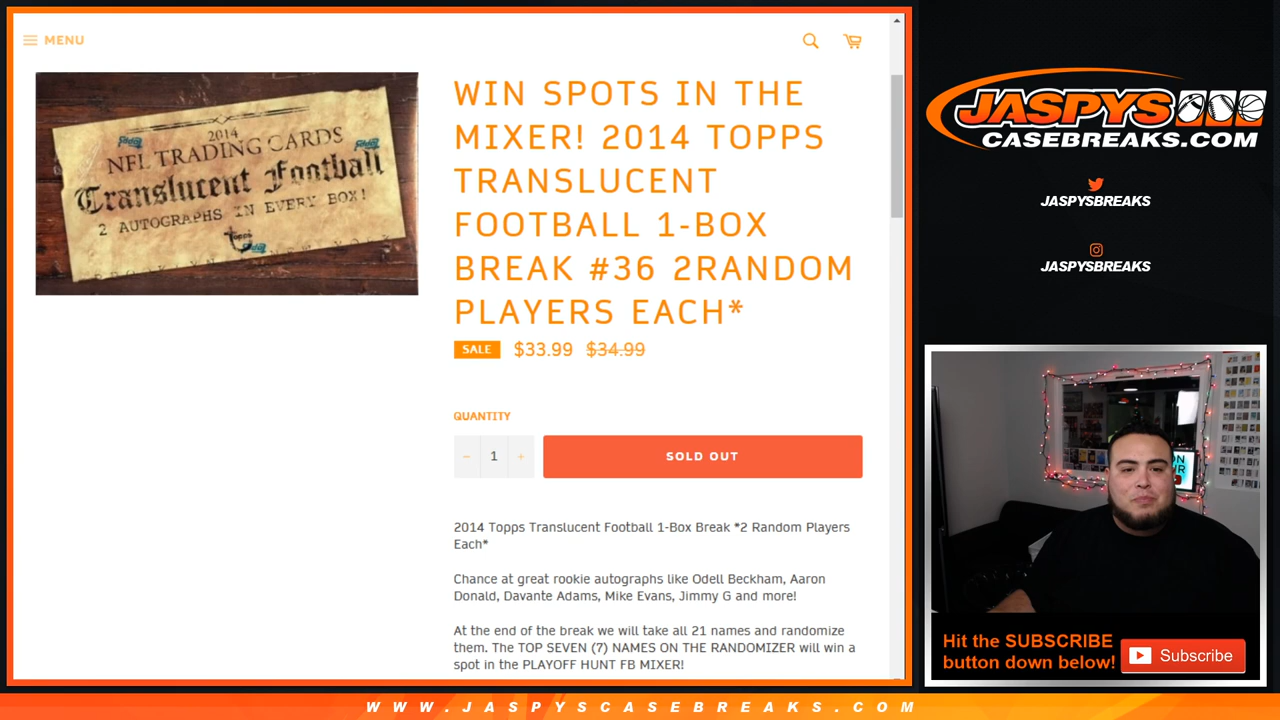 MENU
2014
NFL TRADING CARDS
Translucent Football
2 AUTOGRAPHS IN EVERY BOX!
Topps
WIN SPOTS IN THE
MIXER! 2014 TOPPS
TRANSLUCENT
FOOTBALL 1-BOX
BREAK #36 2RANDOM
PLAYERS EACH*
SALE $33.99 $34.99
QUANTITY
− 1 +
SOLD OUT
2014 Topps Translucent Football 1-Box Break *2 Random Players
Each*
Chance at great rookie autographs like Odell Beckham, Aaron
Donald, Davante Adams, Mike Evans, Jimmy G and more!
At the end of the break we will take all 21 names and randomize
them. The TOP SEVEN (7) NAMES ON THE RANDOMIZER will win a
spot in the PLAYOFF HUNT FB MIXER!
JASPYS
CASEBREAKS.COM
JASPYSBREAKS
JASPYSBREAKS
Hit the SUBSCRIBE
button down below!
Subscribe
WWW.JASPYSCASEBREAKS.COM